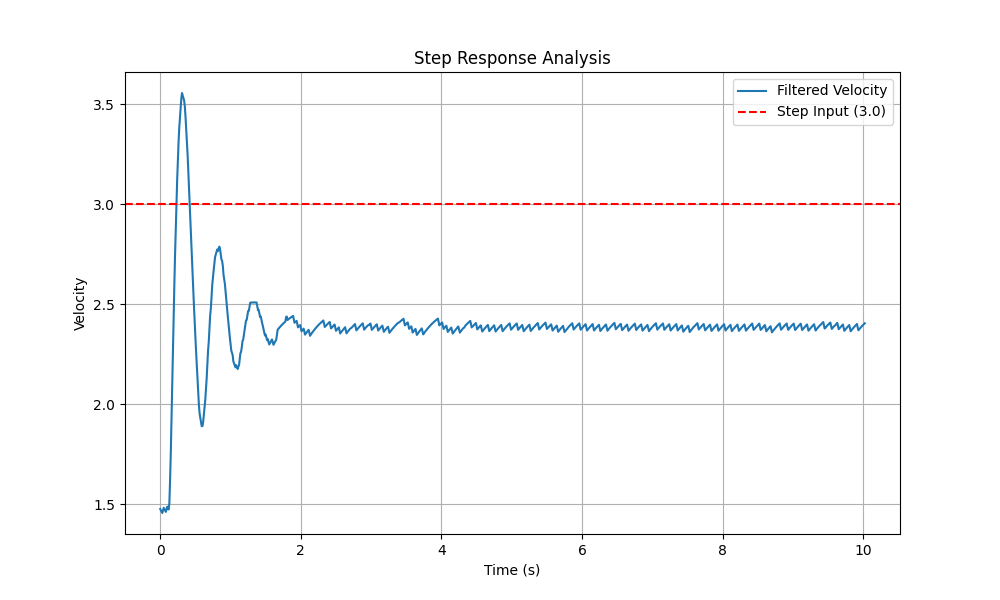 Step Response Analysis
Filtered Velocity
Step Input (3.0)
Velocity
3.5
3.0
2.5
2.0
1.5
0 2 4 6 8 10
Time (s)